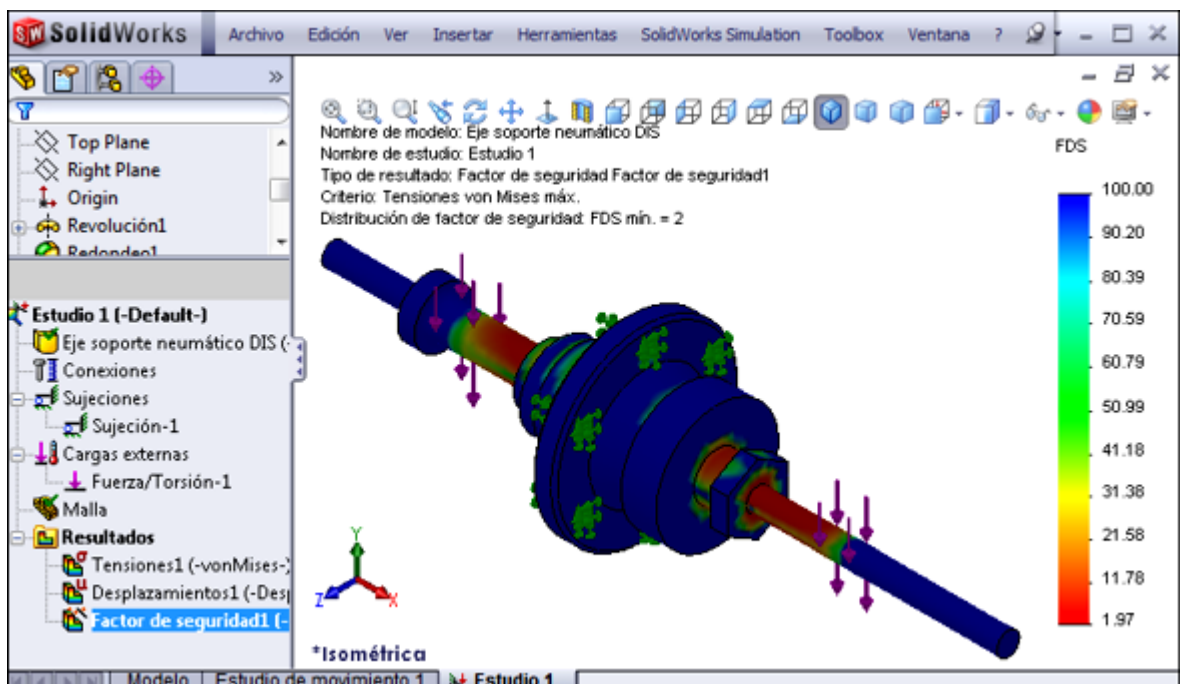 SolidWorks Archivo Edición Ver Insertar Herramientas SolidWorks Simulation Toolbox Ventana ?
Top Plane
Right Plane
Origin
Revolución1
Redondeo1
Estudio 1 (-Default-)
Eje soporte neumático DIS (-
Conexiones
Sujeciones
Sujeción-1
Cargas externas
Fuerza/Torsión-1
Malla
Resultados
Tensiones1 (-vonMises-)
Desplazamientos1 (-Des
Factor de seguridad1 (-
Nombre de modelo: Eje soporte neumático DIS
Nombre de estudio: Estudio 1
Tipo de resultado: Factor de seguridad Factor de seguridad1
Criterio: Tensiones von Mises máx.
Distribución de factor de seguridad: FDS mín. = 2
FDS
100.00
90.20
80.39
70.59
60.79
50.99
41.18
31.38
21.58
11.78
1.97
Y
Z X
*Isométrica
Modelo Estudio de movimiento 1 Estudio 1